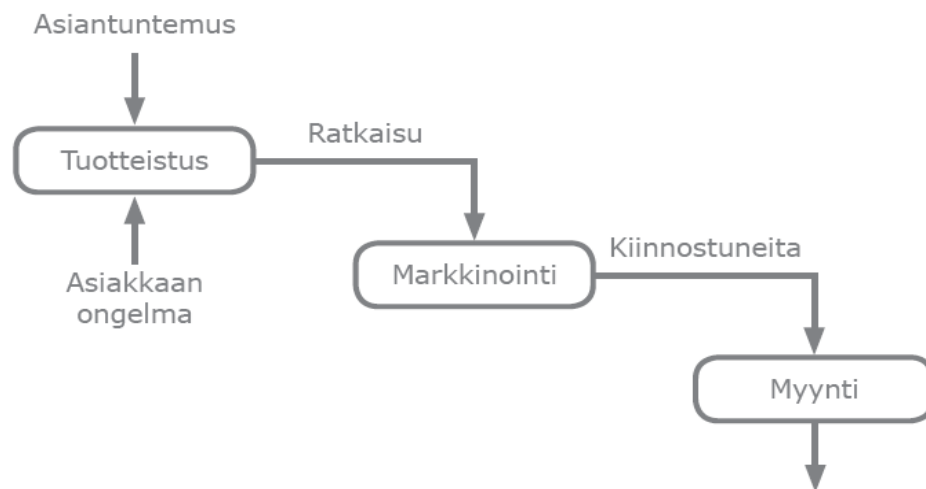 Asiantuntemus
Ratkaisu
Tuotteistus
Kiinnostuneita
Asiakkaan
ongelma
Markkinointi
Myynti